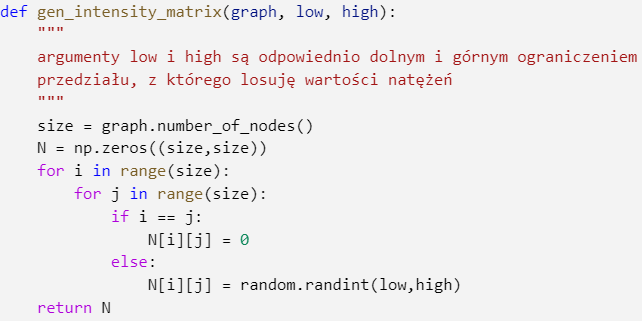 def gen_intensity_matrix(graph, low, high):
    """
    argumenty low i high są odpowiednio dolnym i górnym ograniczeniem
    przedziału, z którego losuję wartości natężeń
    """
    size = graph.number_of_nodes()
    N = np.zeros((size,size))
    for i in range(size):
        for j in range(size):
            if i == j:
                N[i][j] = 0
            else:
                N[i][j] = random.randint(low,high)
    return N